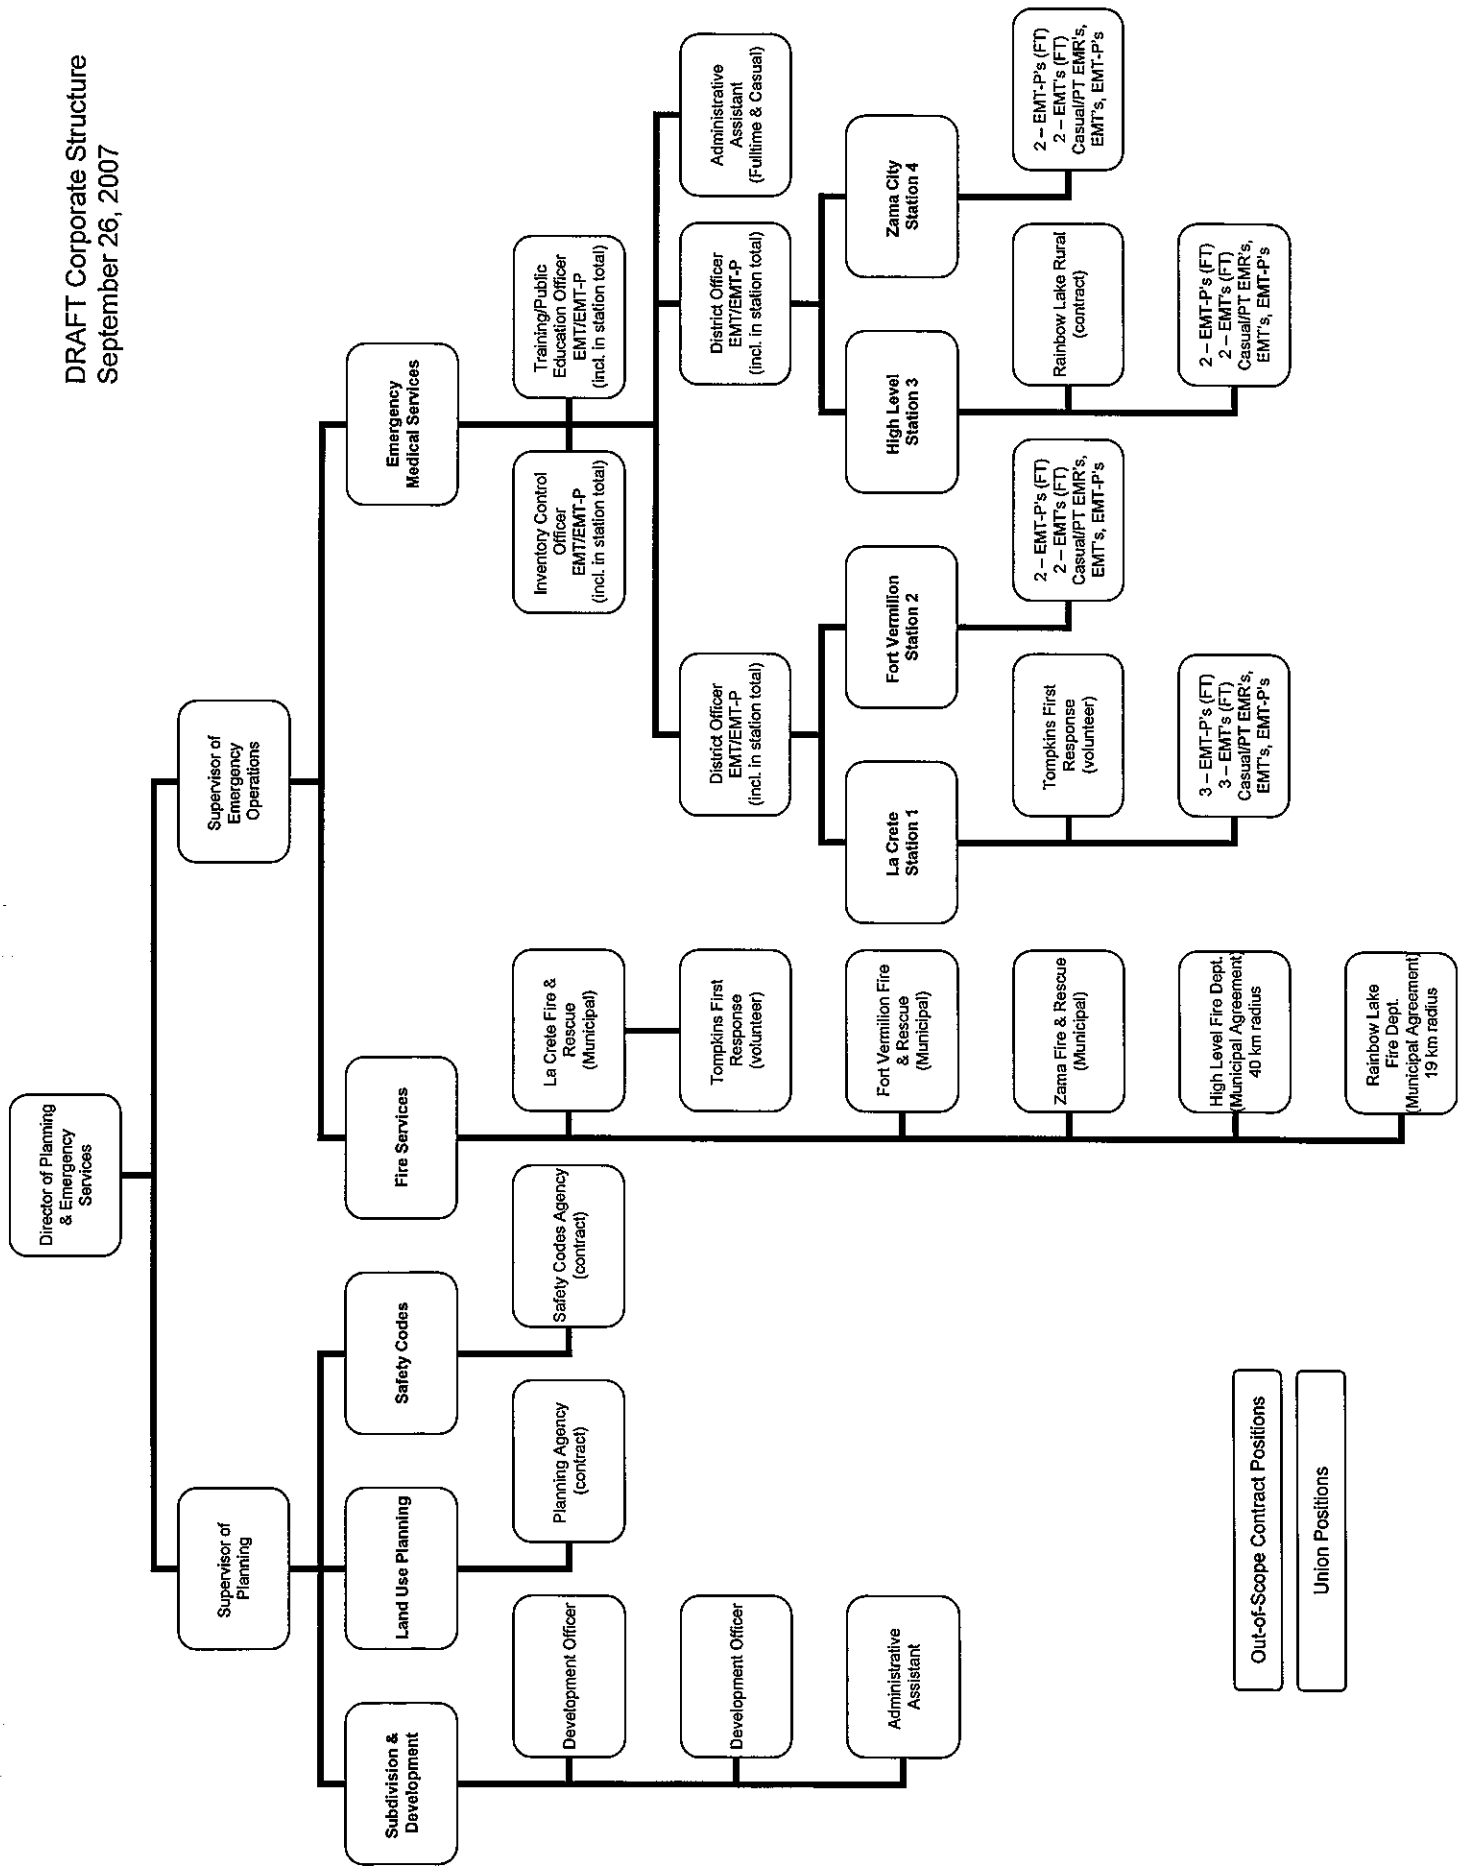 DRAFT Corporate Structure
September 26, 2007
Director of Planning
& Emergency
Services
Supervisor of
Planning
Supervisor of
Emergency
Operations
Subdivision &
Development
Land Use Planning
Safety Codes
Fire Services
Emergency
Medical Services
Development Officer
Planning Agency
(contract)
Safety Codes Agency
(contract)
La Crete Fire &
Rescue
(Municipal)
Inventory Control
Officer
EMT/EMT-P
(incl. in station total)
Training/Public
Education Officer
EMT/EMT-P
(incl. in station total)
Development Officer
Tompkins First
Response
(volunteer)
District Officer
EMT/EMT-P
(incl. in station total)
District Officer
EMT/EMT-P
(incl. in station total)
Administrative
Assistant
(Fulltime & Casual)
Administrative
Assistant
Fort Vermilion Fire
& Rescue
(Municipal)
La Crete
Station 1
Fort Vermilion
Station 2
High Level
Station 3
Zama City
Station 4
Zama Fire & Rescue
(Municipal)
Tompkins First
Response
(volunteer)
2 – EMT-P's (FT)
2 – EMT's (FT)
Casual/PT EMR's,
EMT's, EMT-P's
Rainbow Lake Rural
(contract)
2 – EMT-P's (FT)
2 – EMT's (FT)
Casual/PT EMR's,
EMT's, EMT-P's
High Level Fire Dept.
(Municipal Agreement)
40 km radius
3 – EMT-P's (FT)
3 – EMT's (FT)
Casual/PT EMR's,
EMT's, EMT-P's
2 – EMT-P's (FT)
2 – EMT's (FT)
Casual/PT EMR's,
EMT's, EMT-P's
Rainbow Lake
Fire Dept.
(Municipal Agreement)
19 km radius
Out-of-Scope Contract Positions
Union Positions